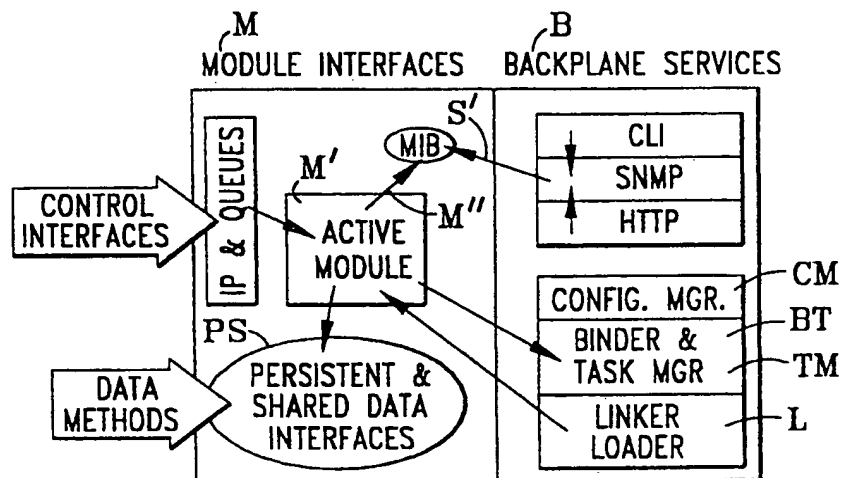 M
B
MODULE INTERFACES
BACKPLANE SERVICES
S'
CLI
MIB
SNMP
HTTP
M'
M"
CONTROL
INTERFACES
IP & QUEUES
ACTIVE
MODULE
CM
CONFIG. MGR.
BT
BINDER &
TASK MGR
TM
PS
DATA
METHODS
PERSISTENT &
SHARED DATA
INTERFACES
LINKER
LOADER
L